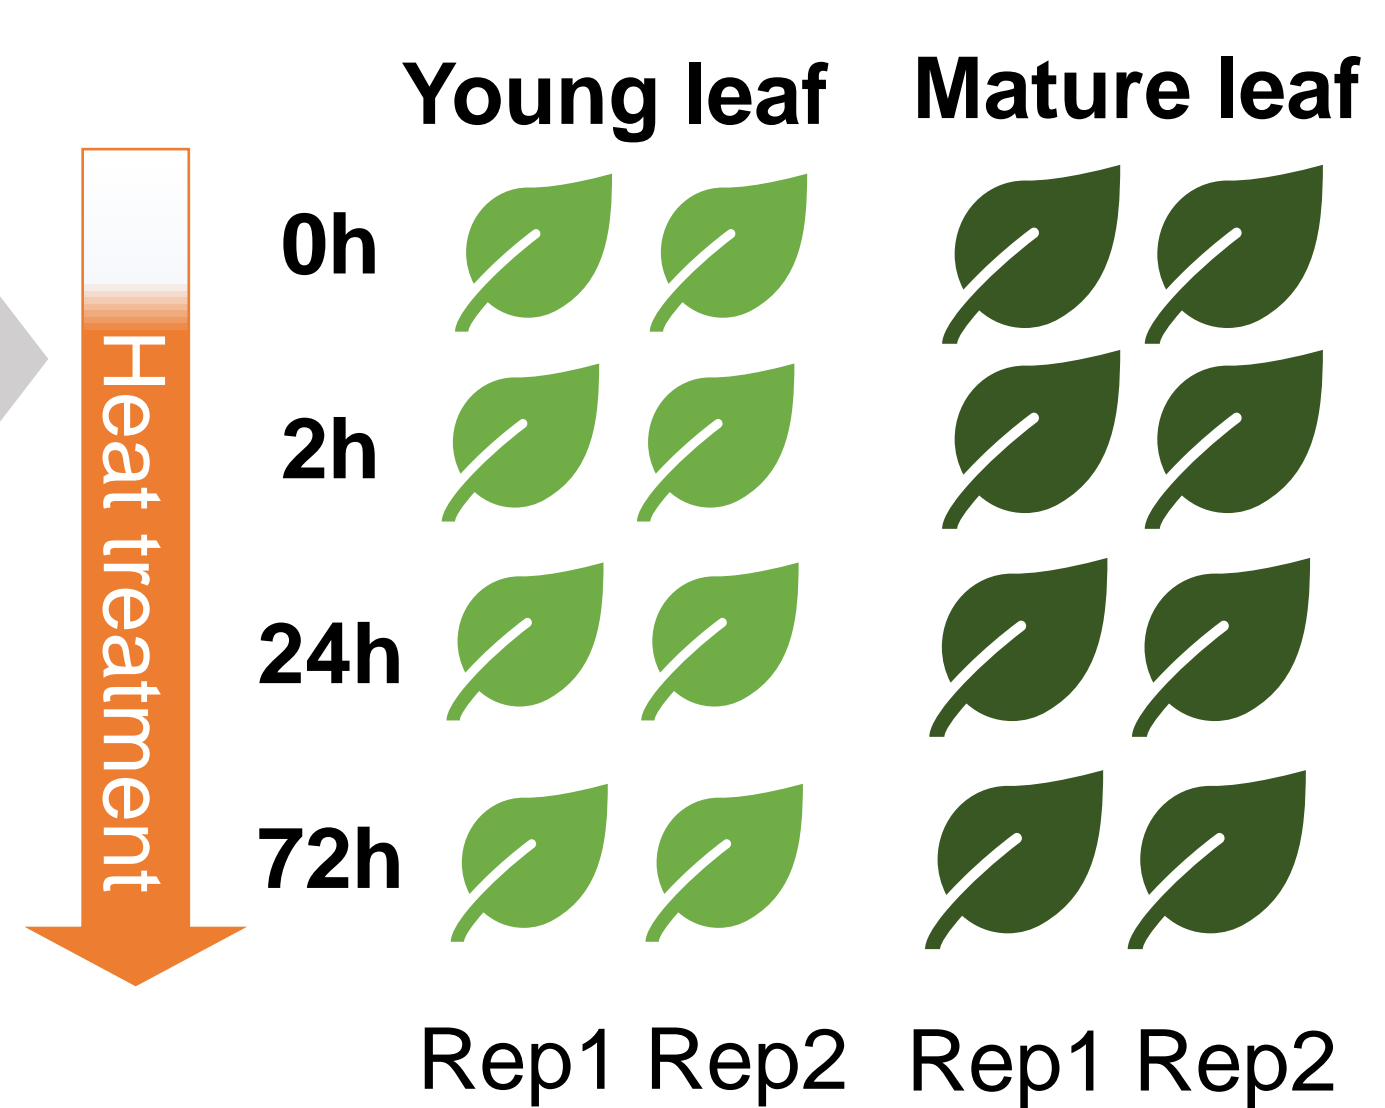 Young leaf Mature leaf
0h
2h
24h
72h
Heat treatment
Rep1 Rep2 Rep1 Rep2